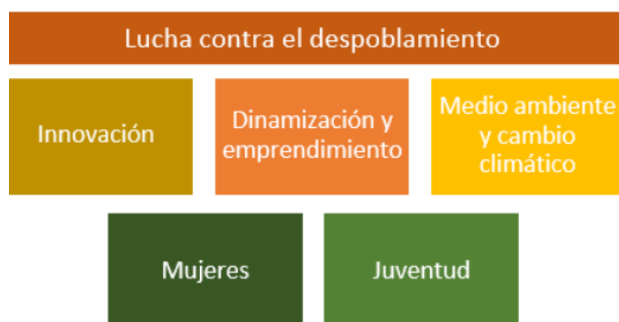 Lucha contra el despoblamiento
Innovación
Dinamización y
emprendimiento
Medio ambiente
y cambio
climático
Mujeres
Juventud